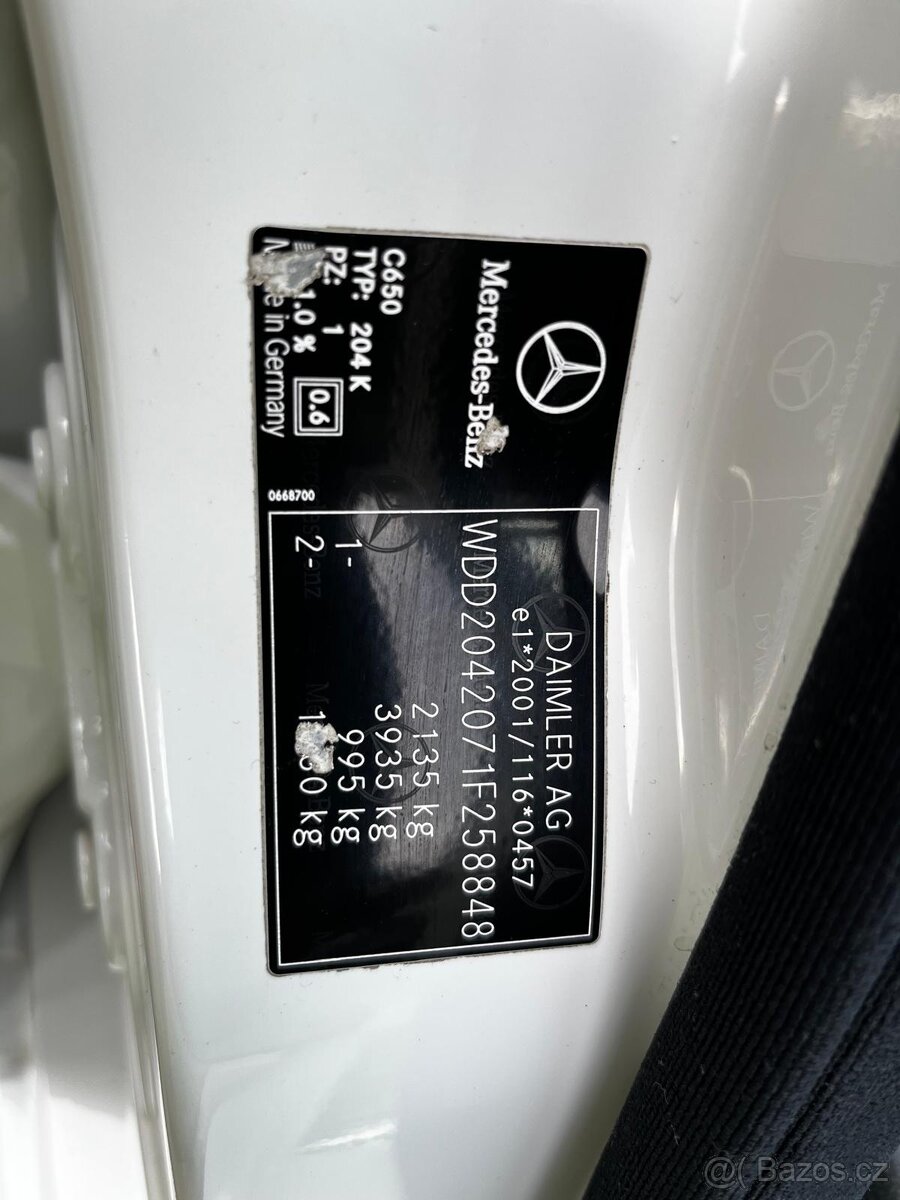 Mercedes-Benz
C650
TYP: 204 K
PZ: 1
1.0 %
0.6
in Germany
0668700
DAIMLER AG
e1*2001/116*0457
WDD2042071F258848
2135 kg
3935 kg
1- 995 kg
2- kg
@( Bazos.cz